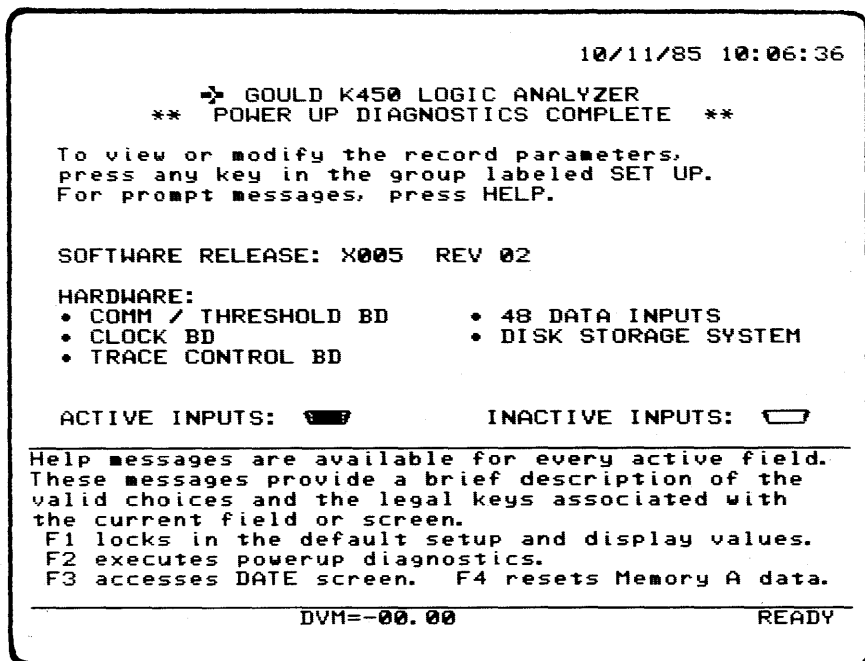 10/11/85 10:06:36
GOULD K450 LOGIC ANALYZER
** POWER UP DIAGNOSTICS COMPLETE **
To view or modify the record parameters,
press any key in the group labeled SET UP.
For prompt messages, press HELP.
SOFTWARE RELEASE: X005 REV 02
HARDWARE:
• COMM / THRESHOLD BD • 48 DATA INPUTS
• CLOCK BD • DISK STORAGE SYSTEM
• TRACE CONTROL BD
ACTIVE INPUTS: INACTIVE INPUTS:
Help messages are available for every active field.
These messages provide a brief description of the
valid choices and the legal keys associated with
the current field or screen.
F1 locks in the default setup and display values.
F2 executes powerup diagnostics.
F3 accesses DATE screen. F4 resets Memory A data.
DVM=-00.00 READY